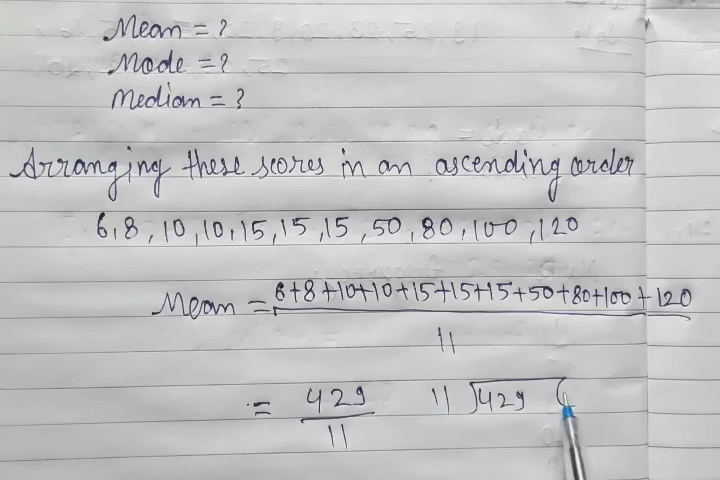 Mean = ?
Mode = ?
Median = ?
Arranging these scores in an ascending order
6, 8, 10, 10, 15, 15, 15, 50, 80, 100, 120
Mean = 6+8+10+10+15+15+15+50+80+100+120
11
= 429 11 ) 429 (
11